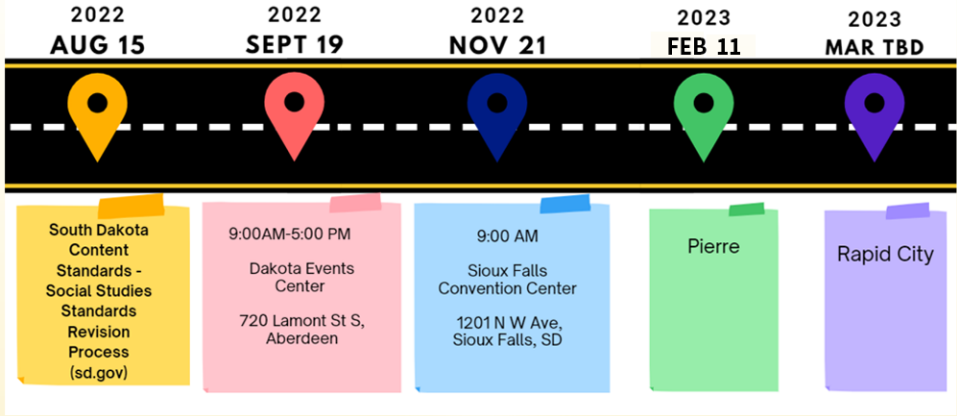 2022
AUG 15
2022
SEPT 19
2022
NOV 21
2023
FEB 11
2023
MAR TBD
South Dakota
Content
Standards -
Social Studies
Standards
Revision
Process
(sd.gov)
9:00AM-5:00 PM
Dakota Events
Center
720 Lamont St S,
Aberdeen
9:00 AM
Sioux Falls
Convention Center
1201 N W Ave,
Sioux Falls, SD
Pierre
Rapid City